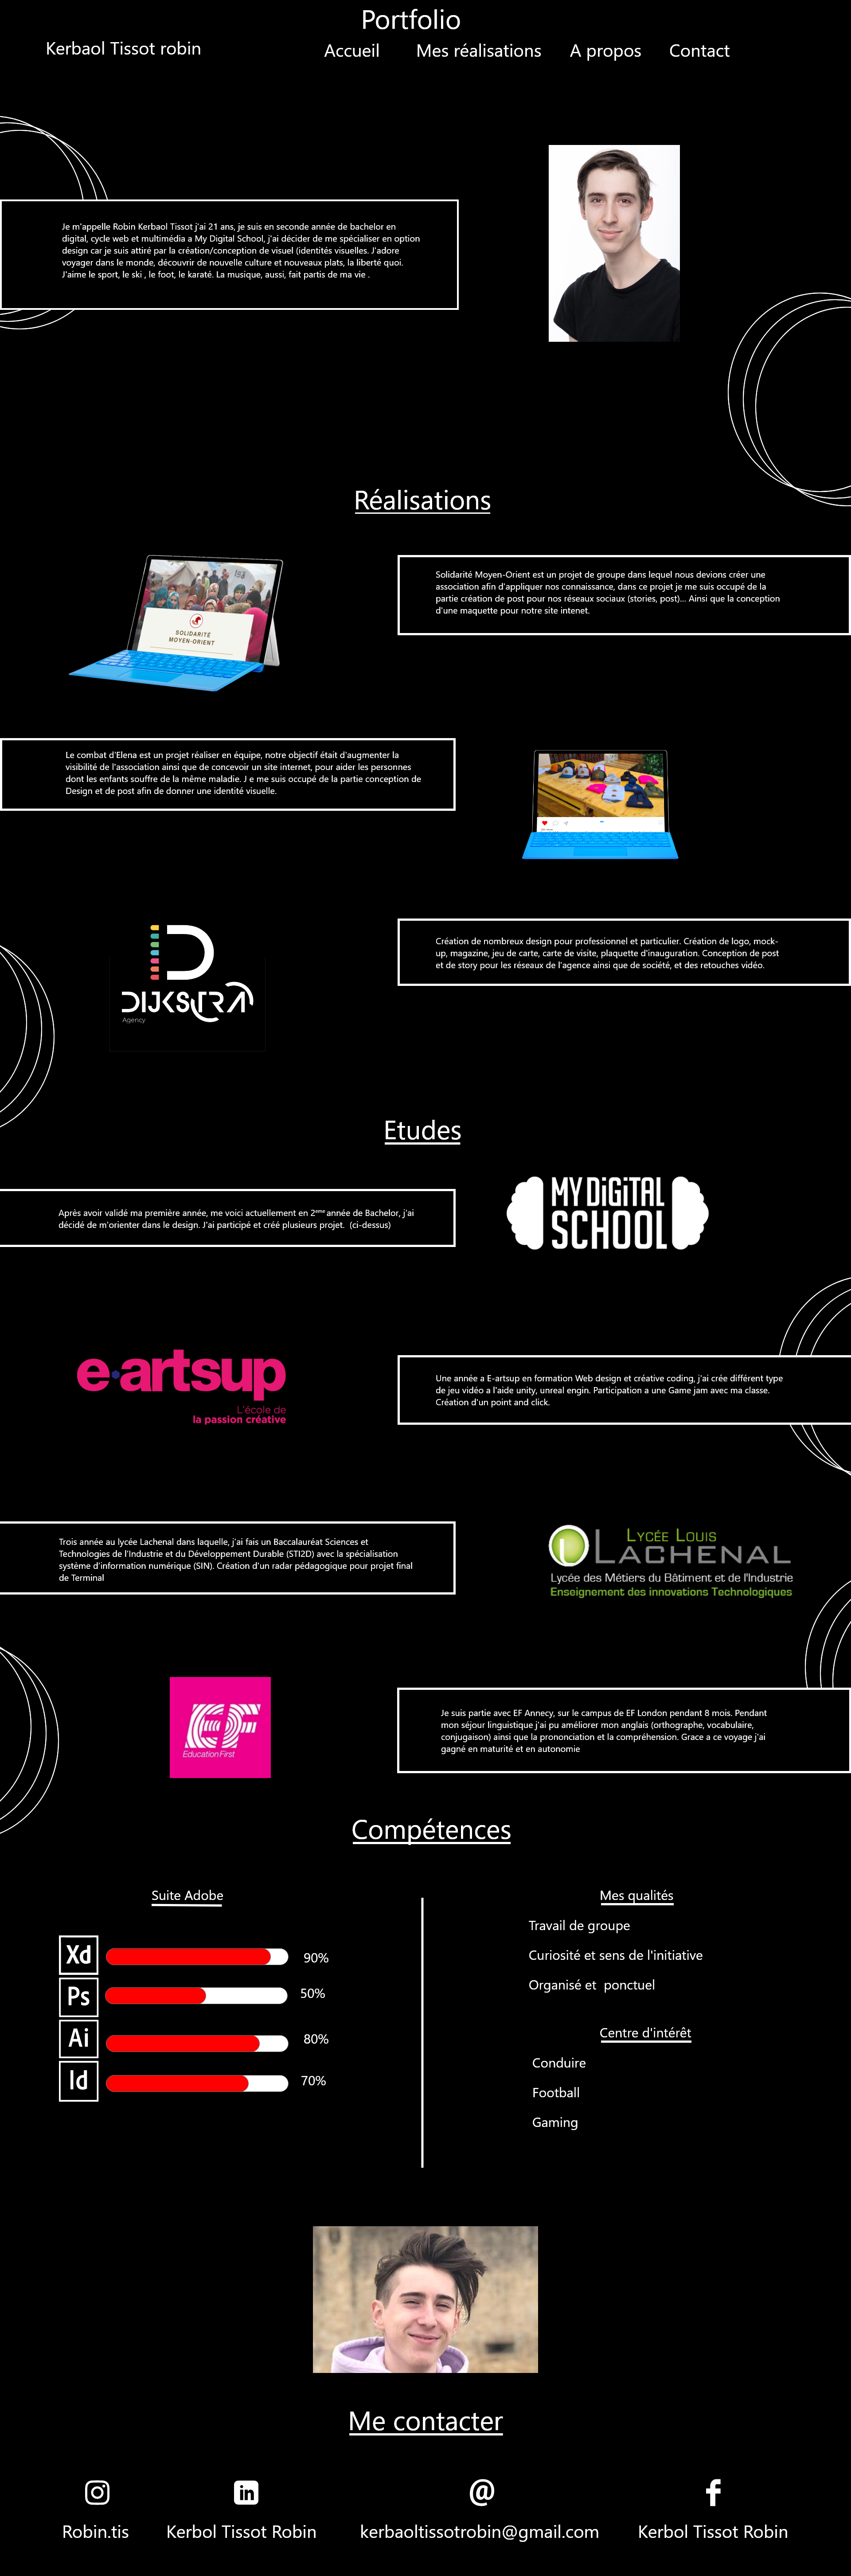 Portfolio
Kerbaol Tissot robin
Accueil Mes réalisations A propos Contact
Je m'appelle Robin Kerbaol Tissot j'ai 21 ans, je suis en seconde année de bachelor en
digital, cycle web et multimédia a My Digital School, j'ai décider de me spécialiser en option
design car je suis attiré par la création/conception de visuel (identités visuelles. J'adore
voyager dans le monde, découvrir de nouvelle culture et nouveaux plats, la liberté quoi.
J'aime le sport, le ski , le foot, le karaté. La musique, aussi, fait partis de ma vie .
Réalisations
SOLIDARITÉ
MOYEN-ORIENT
Solidarité Moyen-Orient est un projet de groupe dans lequel nous devions créer une
association afin d'appliquer nos connaissance, dans ce projet je me suis occupé de la
partie création de post pour nos réseaux sociaux (stories, post)... Ainsi que la conception
d'une maquette pour notre site intenet.
Le combat d'Elena est un projet réaliser en équipe, notre objectif était d'augmenter la
visibilité de l'association ainsi que de concevoir un site internet, pour aider les personnes
dont les enfants souffre de la même maladie. J e me suis occupé de la partie conception de
Design et de post afin de donner une identité visuelle.
DIJKSTRA
Agency
Création de nombreux design pour professionnel et particulier. Création de logo, mock-
up, magazine, jeu de carte, carte de visite, plaquette d'inauguration. Conception de post
et de story pour les réseaux de l'agence ainsi que de société, et des retouches vidéo.
Etudes
Après avoir validé ma première année, me voici actuellement en 2eme année de Bachelor, j'ai
décidé de m'orienter dans le design. J'ai participé et créé plusieurs projet. (ci-dessus)
MY DiGiTAL
SCHOOL
e·artsup
L'école de
la passion créative
Une année a E-artsup en formation Web design et créative coding, j'ai crée différent type
de jeu vidéo a l'aide unity, unreal engin. Participation a une Game jam avec ma classe.
Création d'un point and click.
Trois année au lycée Lachenal dans laquelle, j'ai fais un Baccalauréat Sciences et
Technologies de l'Industrie et du Développement Durable (STI2D) avec la spécialisation
système d'information numérique (SIN). Création d'un radar pédagogique pour projet final
de Terminal
LYCÉE LOUIS
LACHENAL
Lycée des Métiers du Bâtiment et de l'Industrie
Enseignement des innovations Technologiques
EF
Education First
Je suis partie avec EF Annecy, sur le campus de EF London pendant 8 mois. Pendant
mon séjour linguistique j'ai pu améliorer mon anglais (orthographe, vocabulaire,
conjugaison) ainsi que la prononciation et la compréhension. Grace a ce voyage j'ai
gagné en maturité et en autonomie
Compétences
Suite Adobe
Xd 90%
Ps 50%
Ai 80%
Id 70%
Mes qualités
Travail de groupe
Curiosité et sens de l'initiative
Organisé et ponctuel
Centre d'intérêt
Conduire
Football
Gaming
Me contacter
in @ f
Robin.tis Kerbol Tissot Robin kerbaoltissotrobin@gmail.com Kerbol Tissot Robin